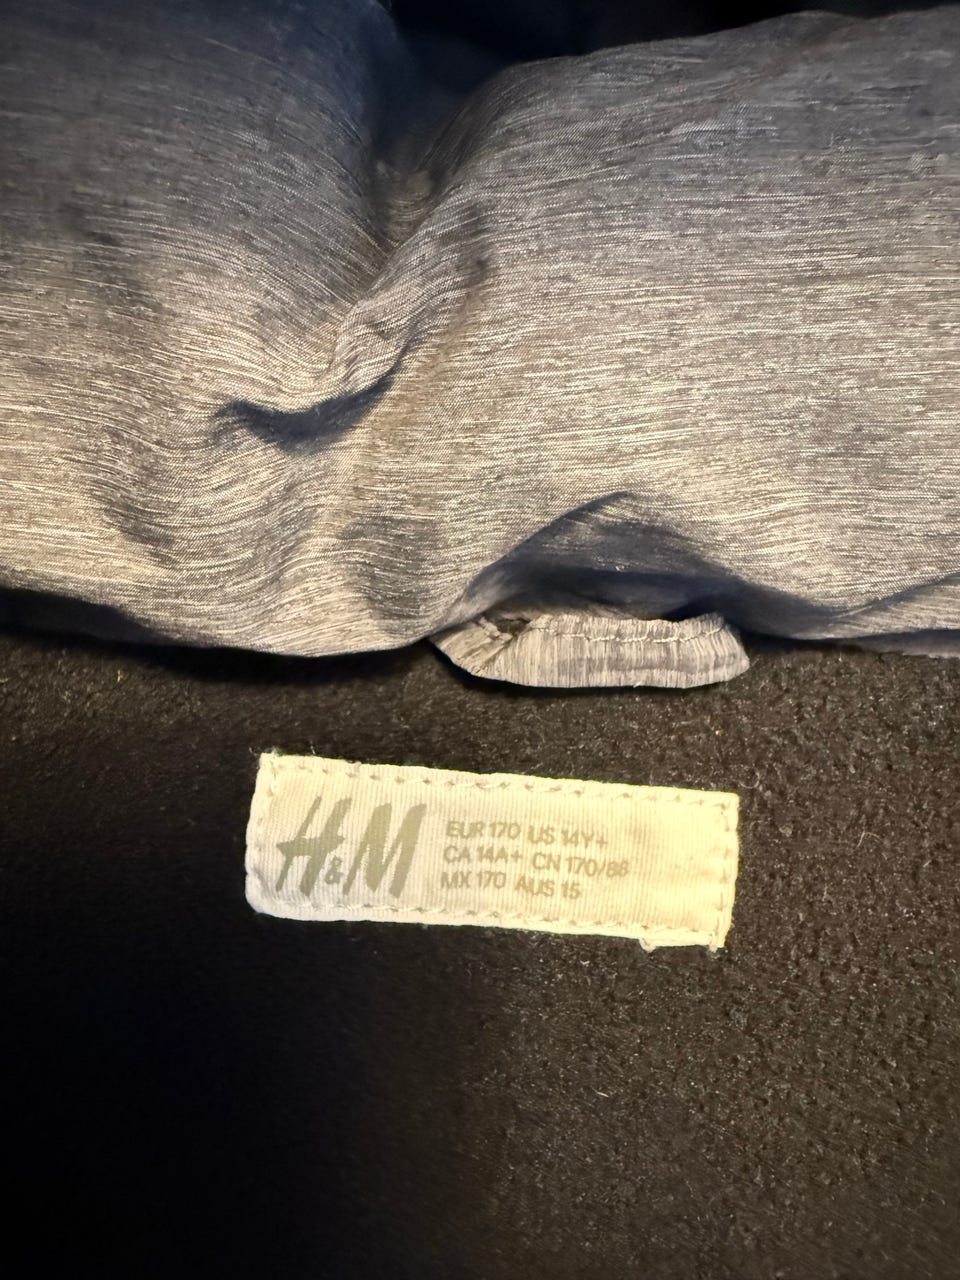 H&M
EUR 170 US 14Y+
CA 14A+ CN 170/88
MX 170 AUS 15